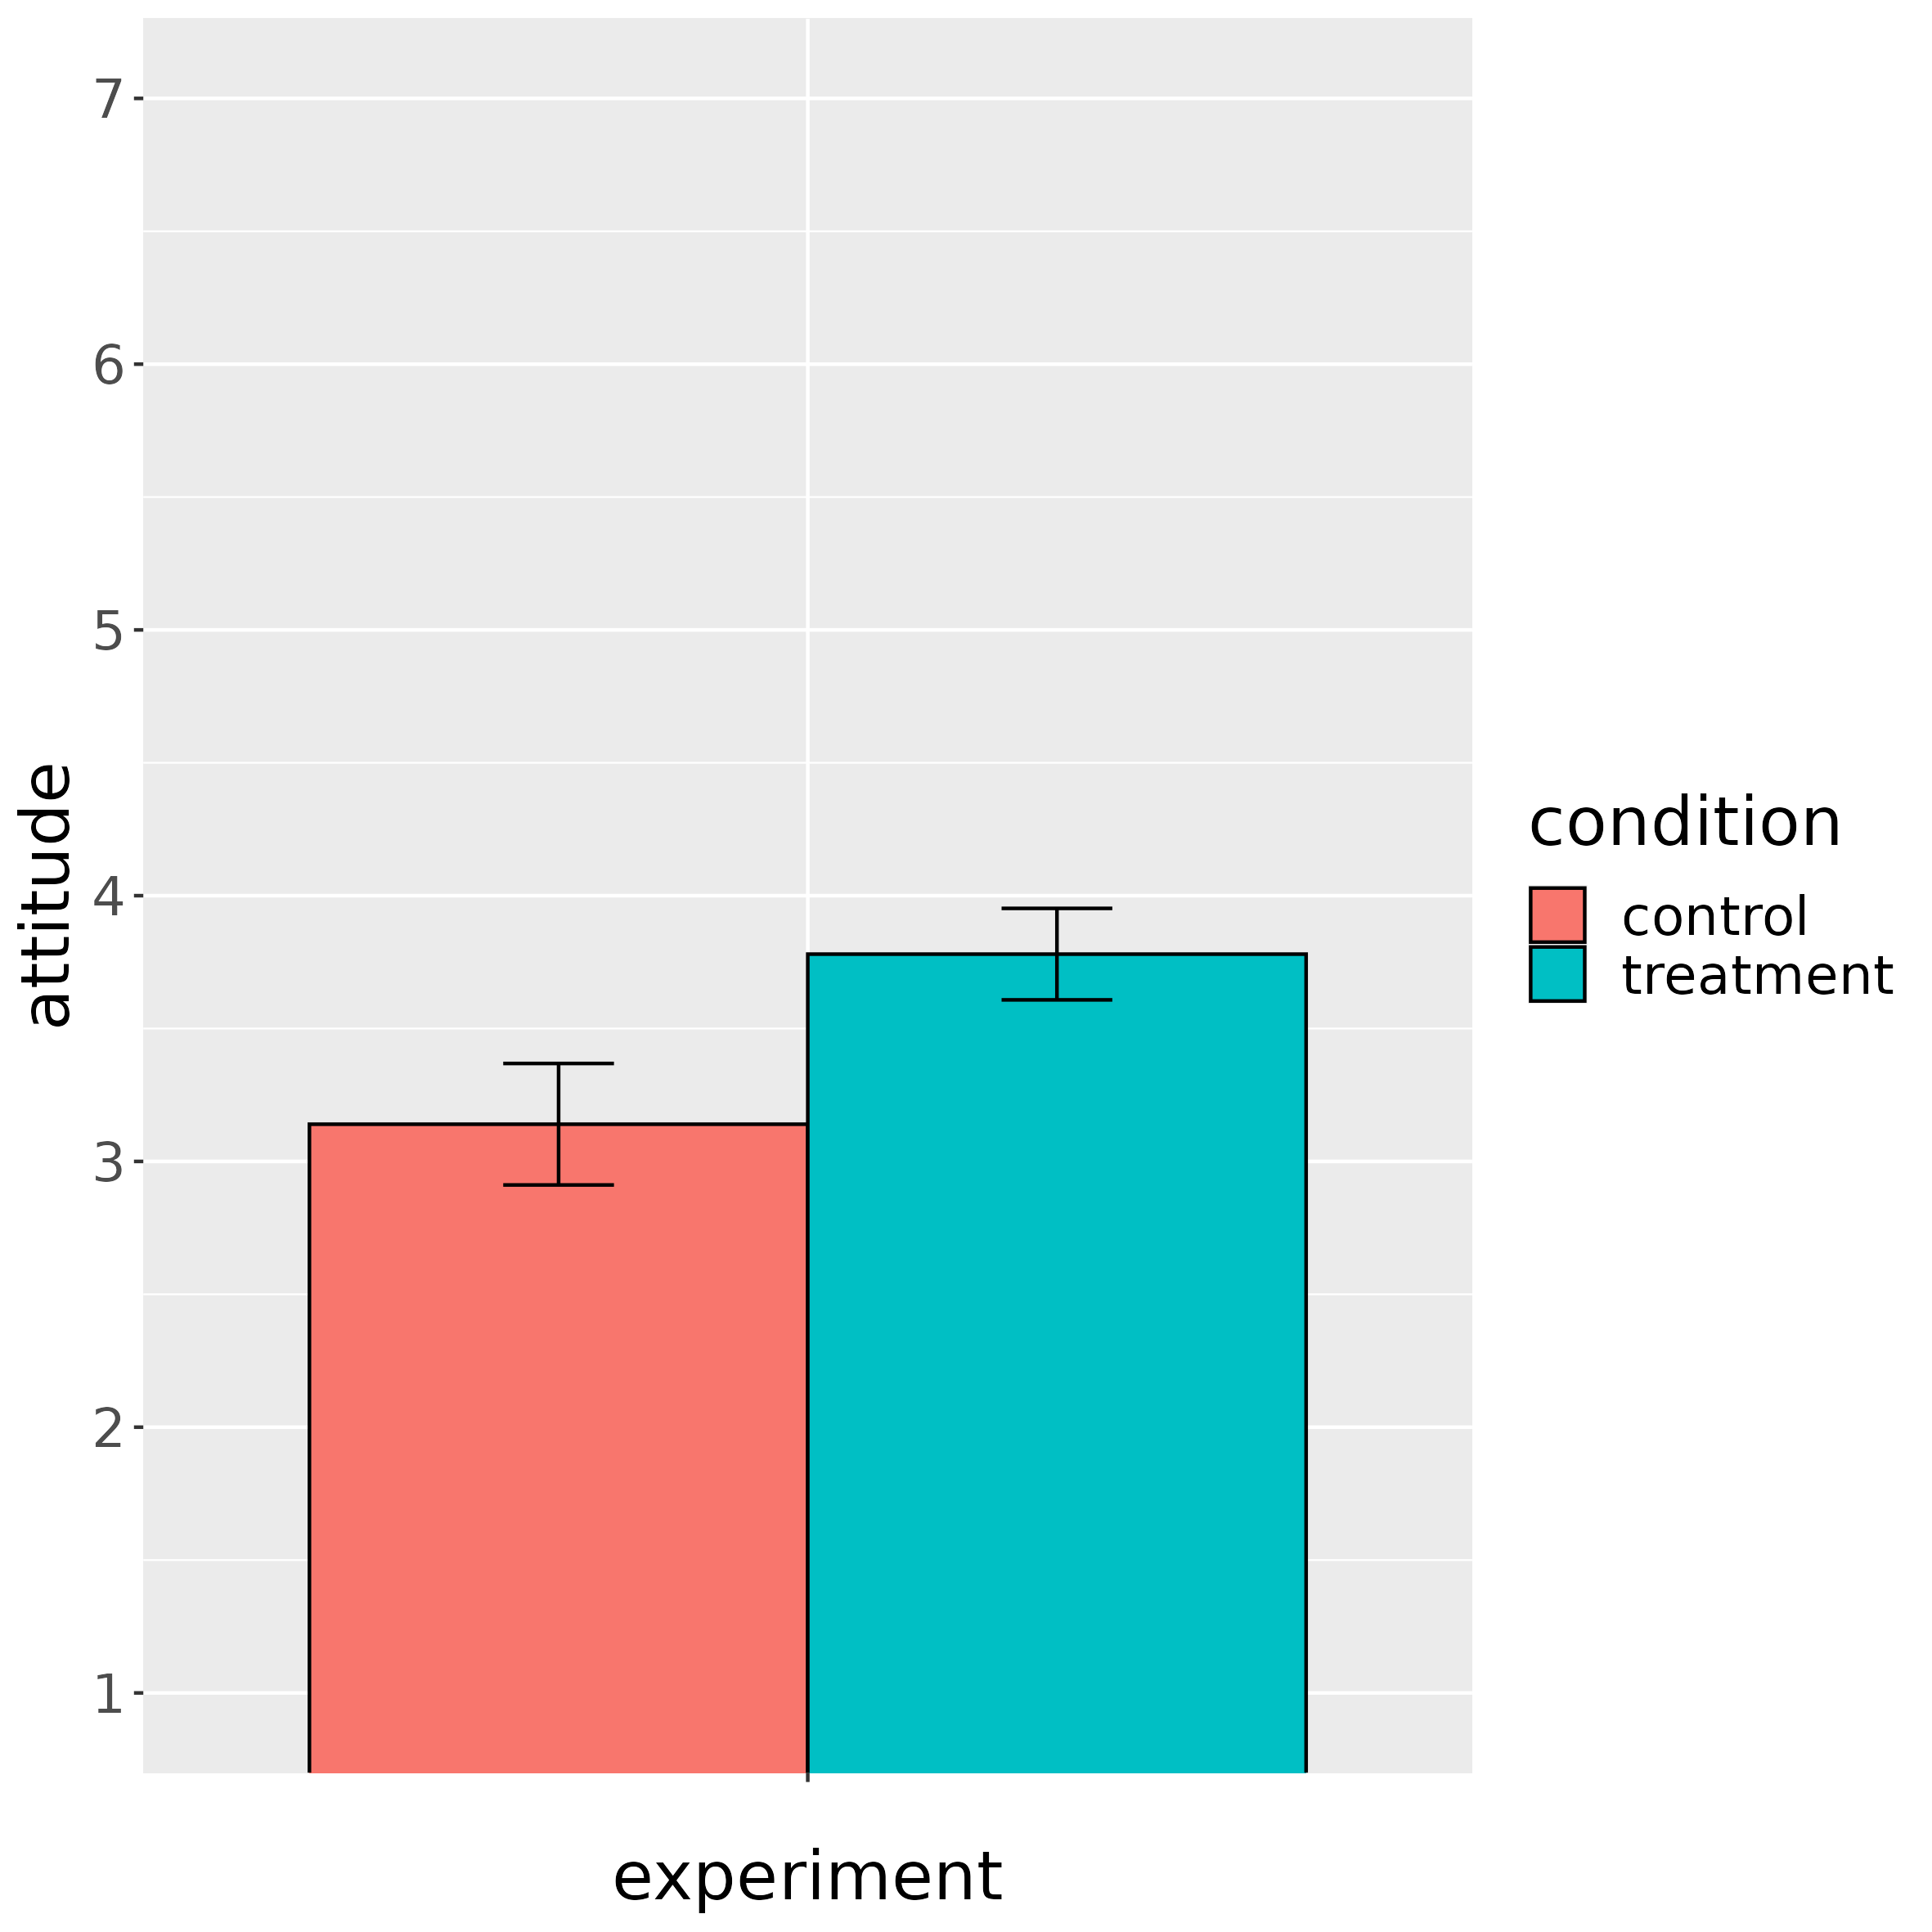 attitude
7
6
5
4
3
2
1
experiment
condition
control
treatment